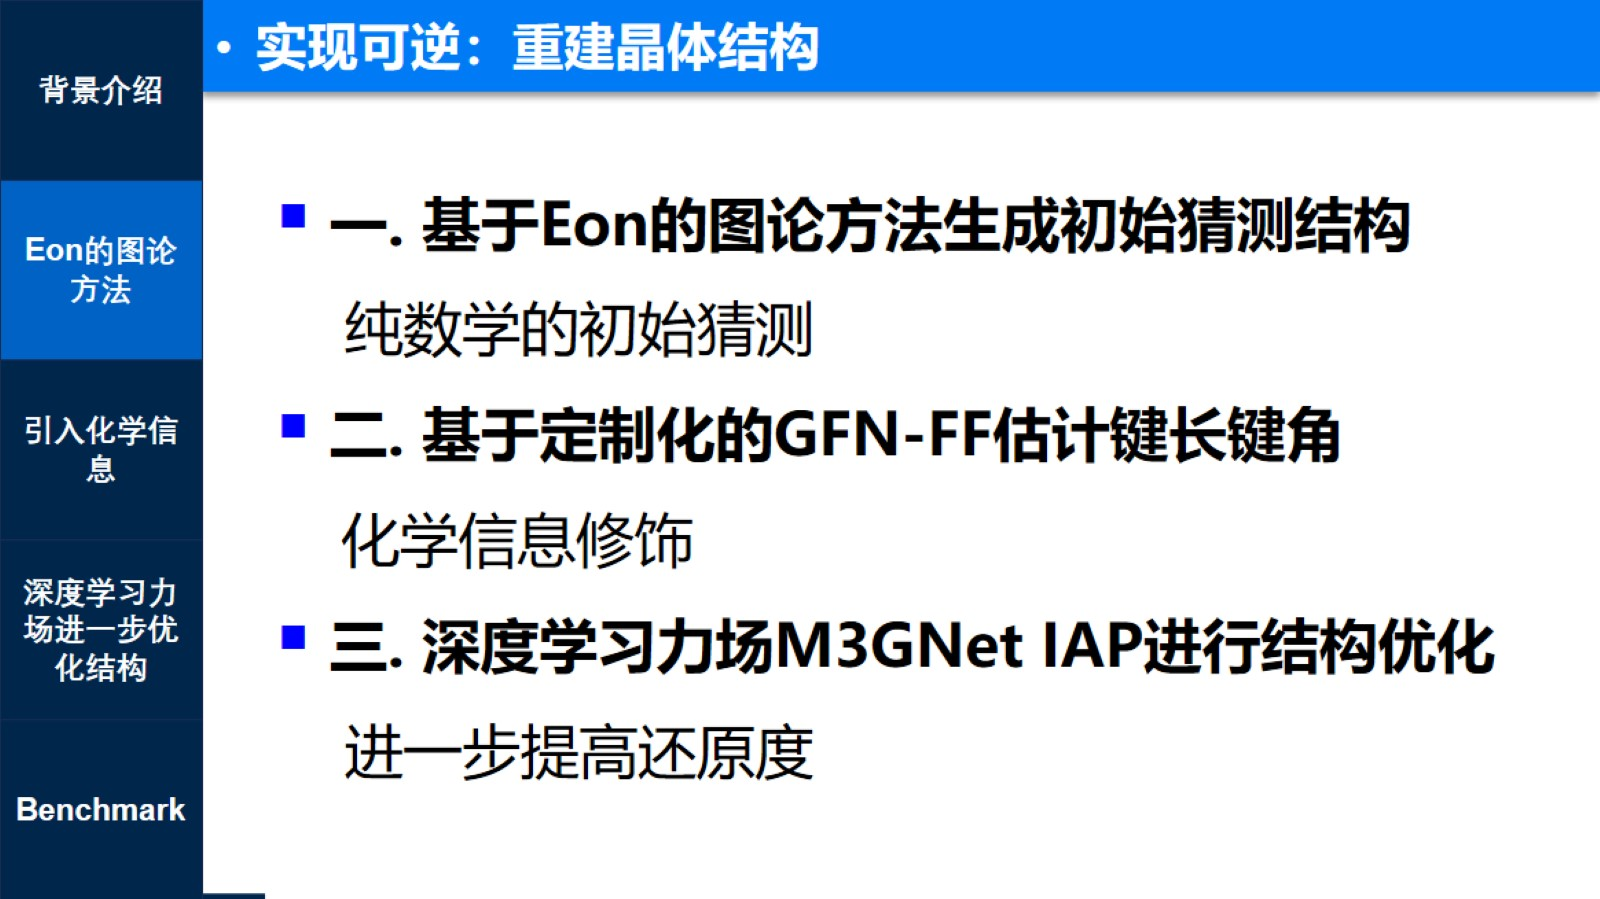 背景介绍
Eon的图论
方法
引入化学信
息
深度学习力
场进一步优
化结构
Benchmark
• 实现可逆：重建晶体结构
一. 基于Eon的图论方法生成初始猜测结构
纯数学的初始猜测
二. 基于定制化的GFN-FF估计键长键角
化学信息修饰
三. 深度学习力场M3GNet IAP进行结构优化
进一步提高还原度